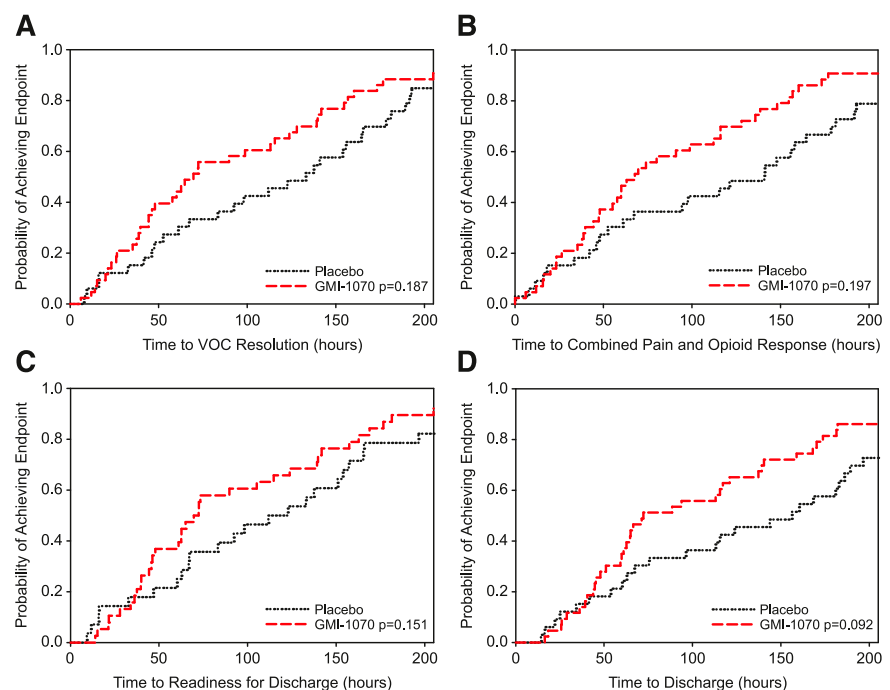 A
Probability of Achieving Endpoint
1.0
0.8
0.6
0.4
0.2
0.0
Placebo
GMI-1070 p=0.187
0 50 100 150 200
Time to VOC Resolution (hours)
B
Probability of Achieving Endpoint
1.0
0.8
0.6
0.4
0.2
0.0
Placebo
GMI-1070 p=0.197
0 50 100 150 200
Time to Combined Pain and Opioid Response (hours)
C
Probability of Achieving Endpoint
1.0
0.8
0.6
0.4
0.2
0.0
Placebo
GMI-1070 p=0.151
0 50 100 150 200
Time to Readiness for Discharge (hours)
D
Probability of Achieving Endpoint
1.0
0.8
0.6
0.4
0.2
0.0
Placebo
GMI-1070 p=0.092
0 50 100 150 200
Time to Discharge (hours)